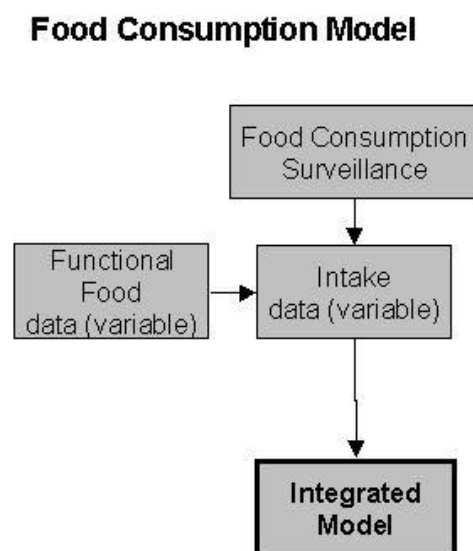 Food Consumption Model
Food Consumption
Surveillance
Functional
Food
data (variable)
Intake
data (variable)
Integrated
Model